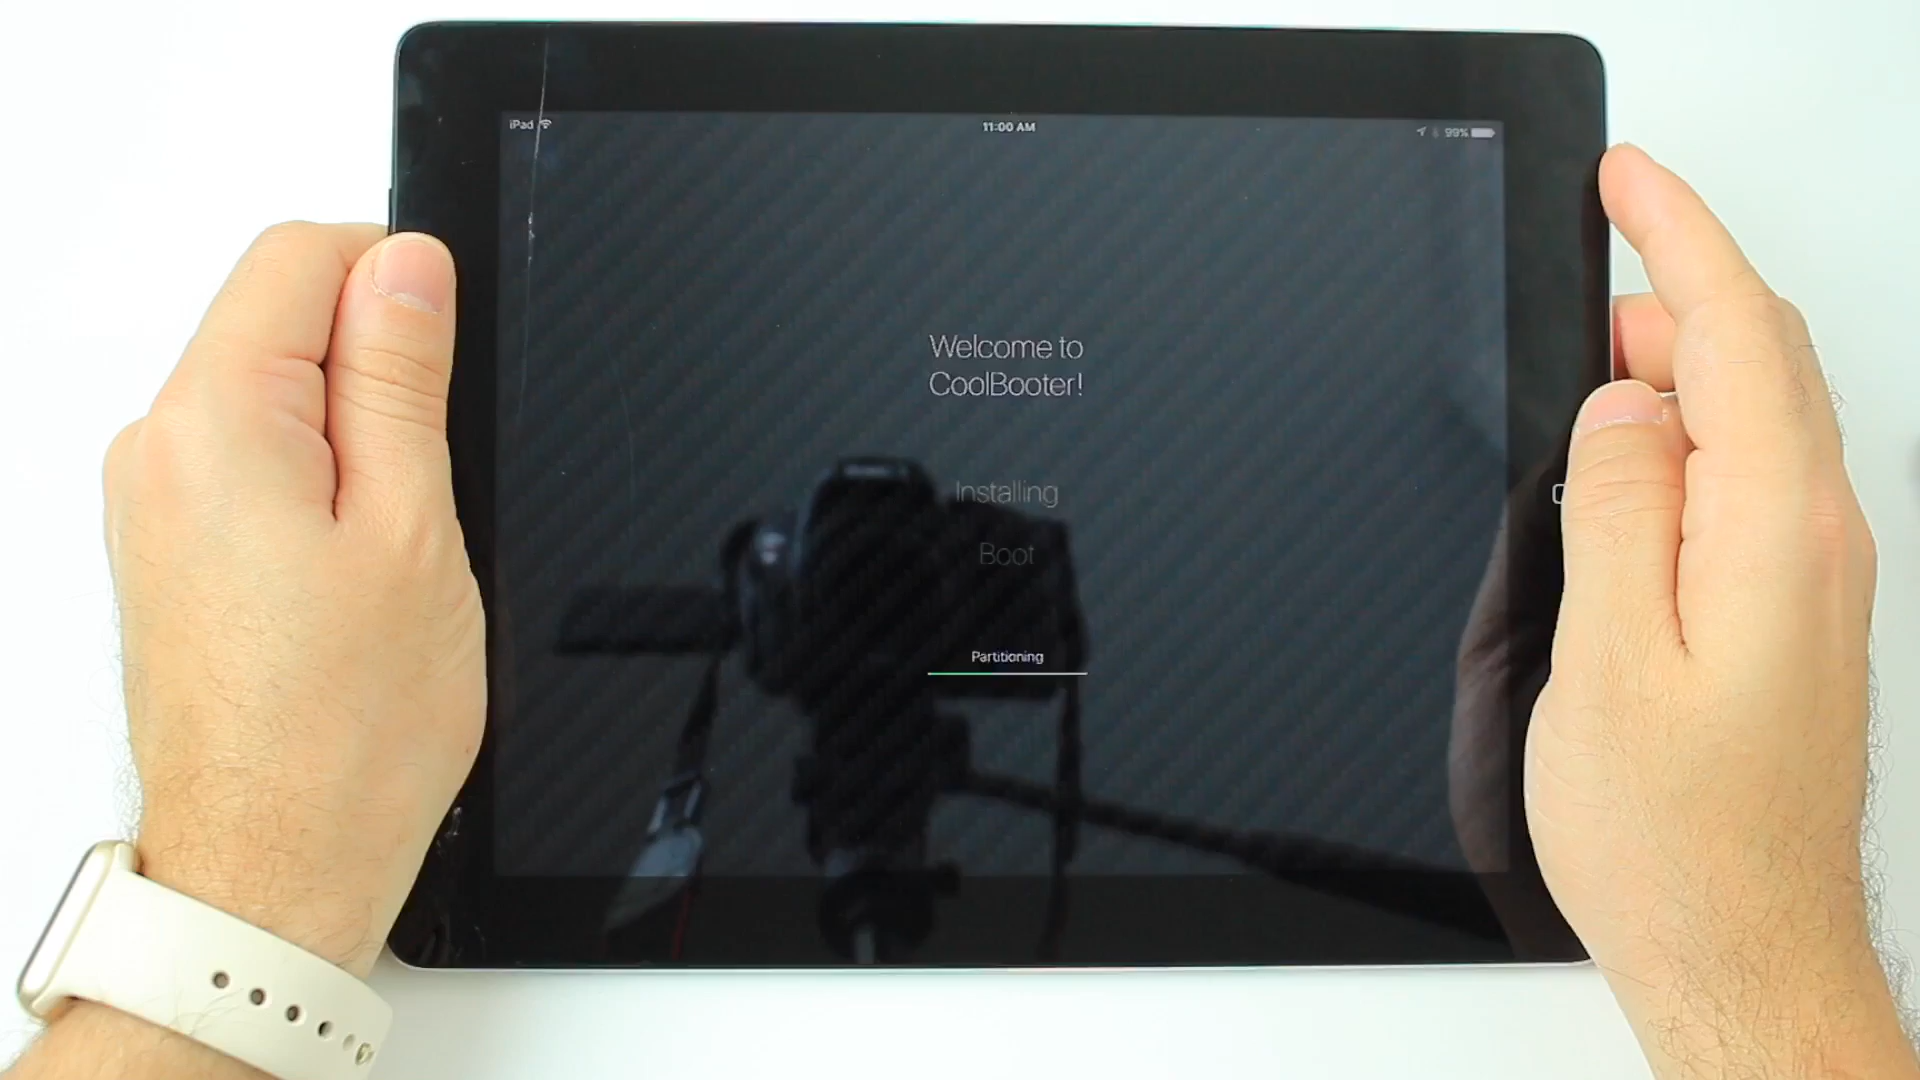 iPad
11:00 AM
99%
Welcome to
CoolBooter!
Installing
Boot
Partitioning